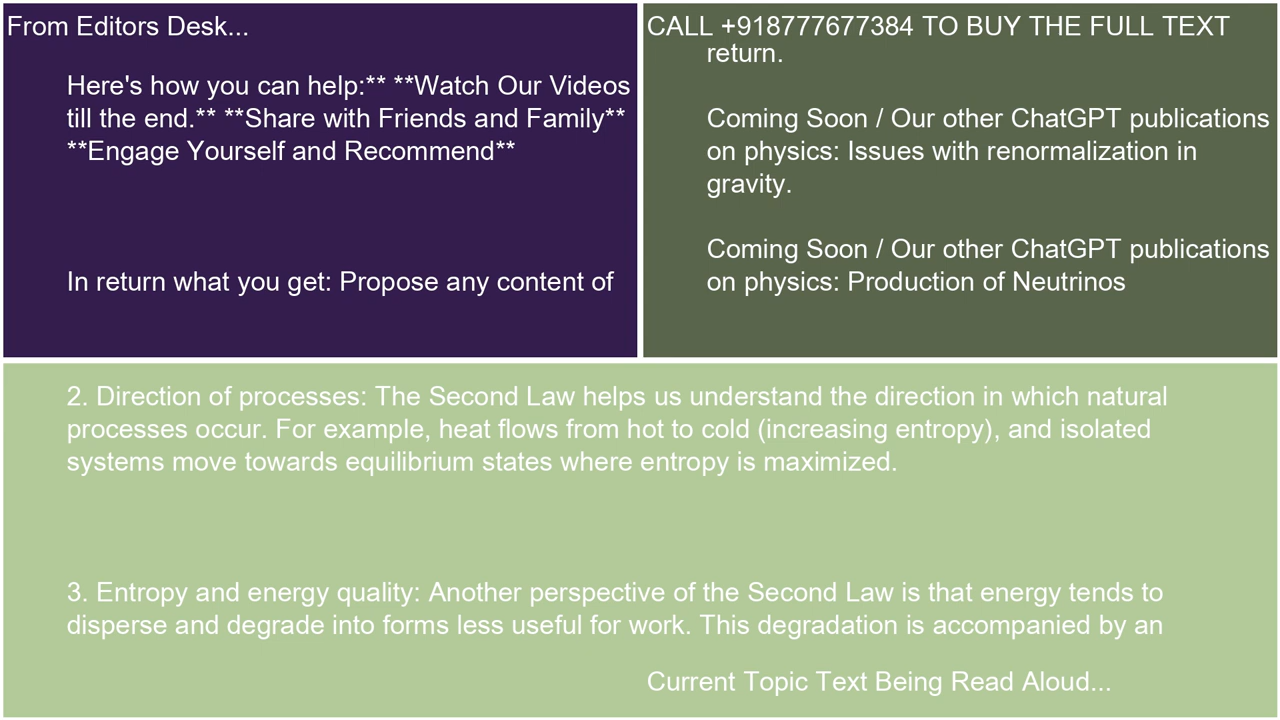 From Editors Desk...
Here's how you can help:** **Watch Our Videos
till the end.** **Share with Friends and Family**
**Engage Yourself and Recommend**
In return what you get: Propose any content of
CALL +918777677384 TO BUY THE FULL TEXT
return.
Coming Soon / Our other ChatGPT publications
on physics: Issues with renormalization in
gravity.
Coming Soon / Our other ChatGPT publications
on physics: Production of Neutrinos
2. Direction of processes: The Second Law helps us understand the direction in which natural
processes occur. For example, heat flows from hot to cold (increasing entropy), and isolated
systems move towards equilibrium states where entropy is maximized.
3. Entropy and energy quality: Another perspective of the Second Law is that energy tends to
disperse and degrade into forms less useful for work. This degradation is accompanied by an
Current Topic Text Being Read Aloud...